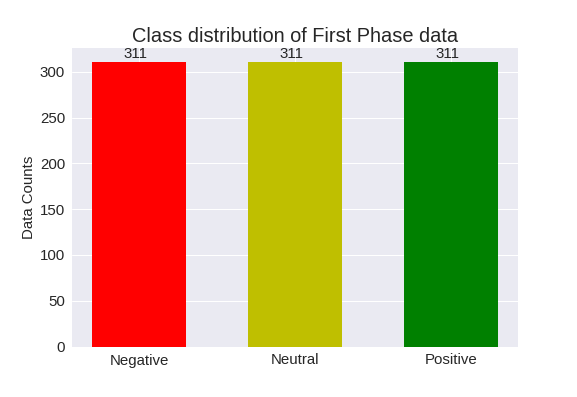 Class distribution of First Phase data
311 311 311
300
250
200
150
100
50
0
Data Counts
Negative Neutral Positive